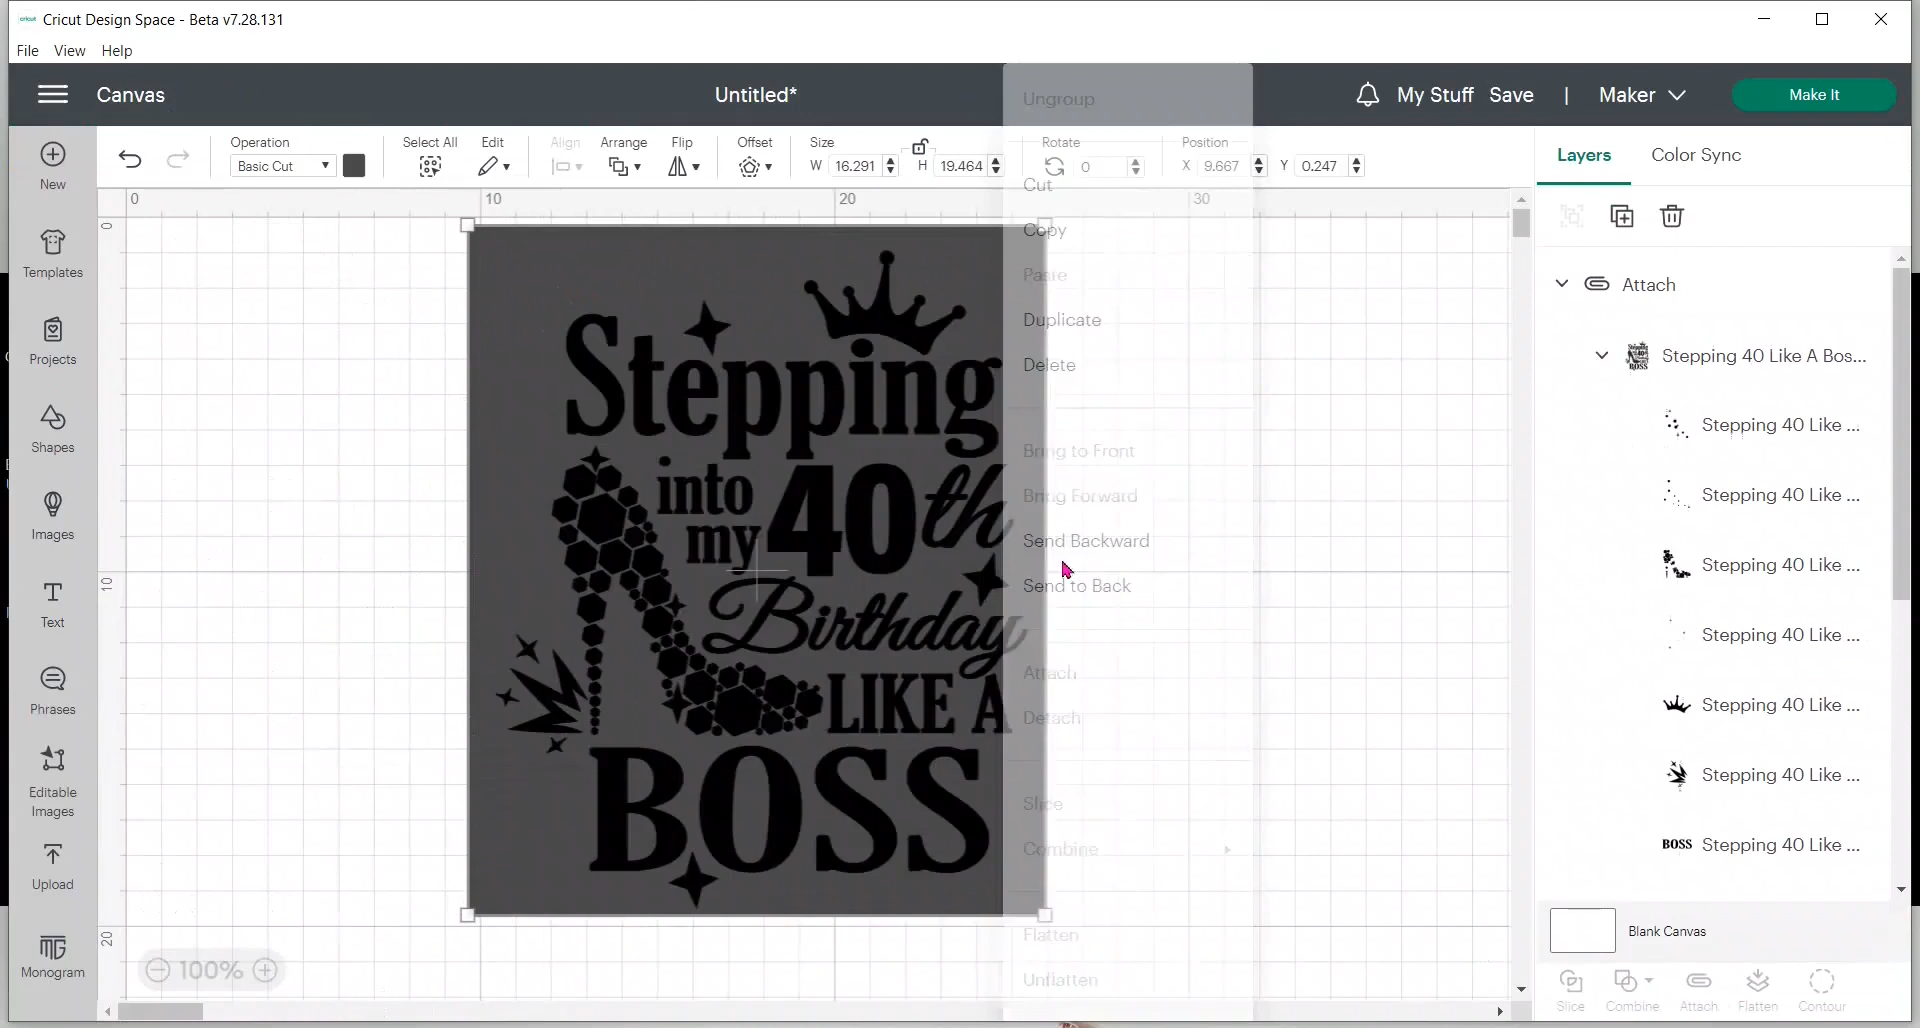 cricut Cricut Design Space - Beta v7.28.131
File View Help
Canvas Untitled* My Stuff Save | Maker Make It
Operation Select All Edit Align Arrange Flip Offset Size Rotate Position
Basic Cut W 16.291 H 19.464 0 X 9.667 Y 0.247
Layers Color Sync
0 10 20 30
0
10
20
New
Templates
Projects
Shapes
Images
Text
Phrases
Editable
Images
Upload
Monogram
Stepping
into
my 40th
Birthday
LIKE A
BOSS
100%
Ungroup
Cut
Copy
Paste
Duplicate
Delete
Bring to Front
Bring Forward
Send Backward
Send to Back
Attach
Detach
Slice
Combine
Flatten
Unflatten
Attach
Stepping 40 Like A Bos...
Stepping 40 Like ...
Stepping 40 Like ...
Stepping 40 Like ...
Stepping 40 Like ...
Stepping 40 Like ...
Stepping 40 Like ...
BOSS Stepping 40 Like ...
Blank Canvas
Slice Combine Attach Flatten Contour